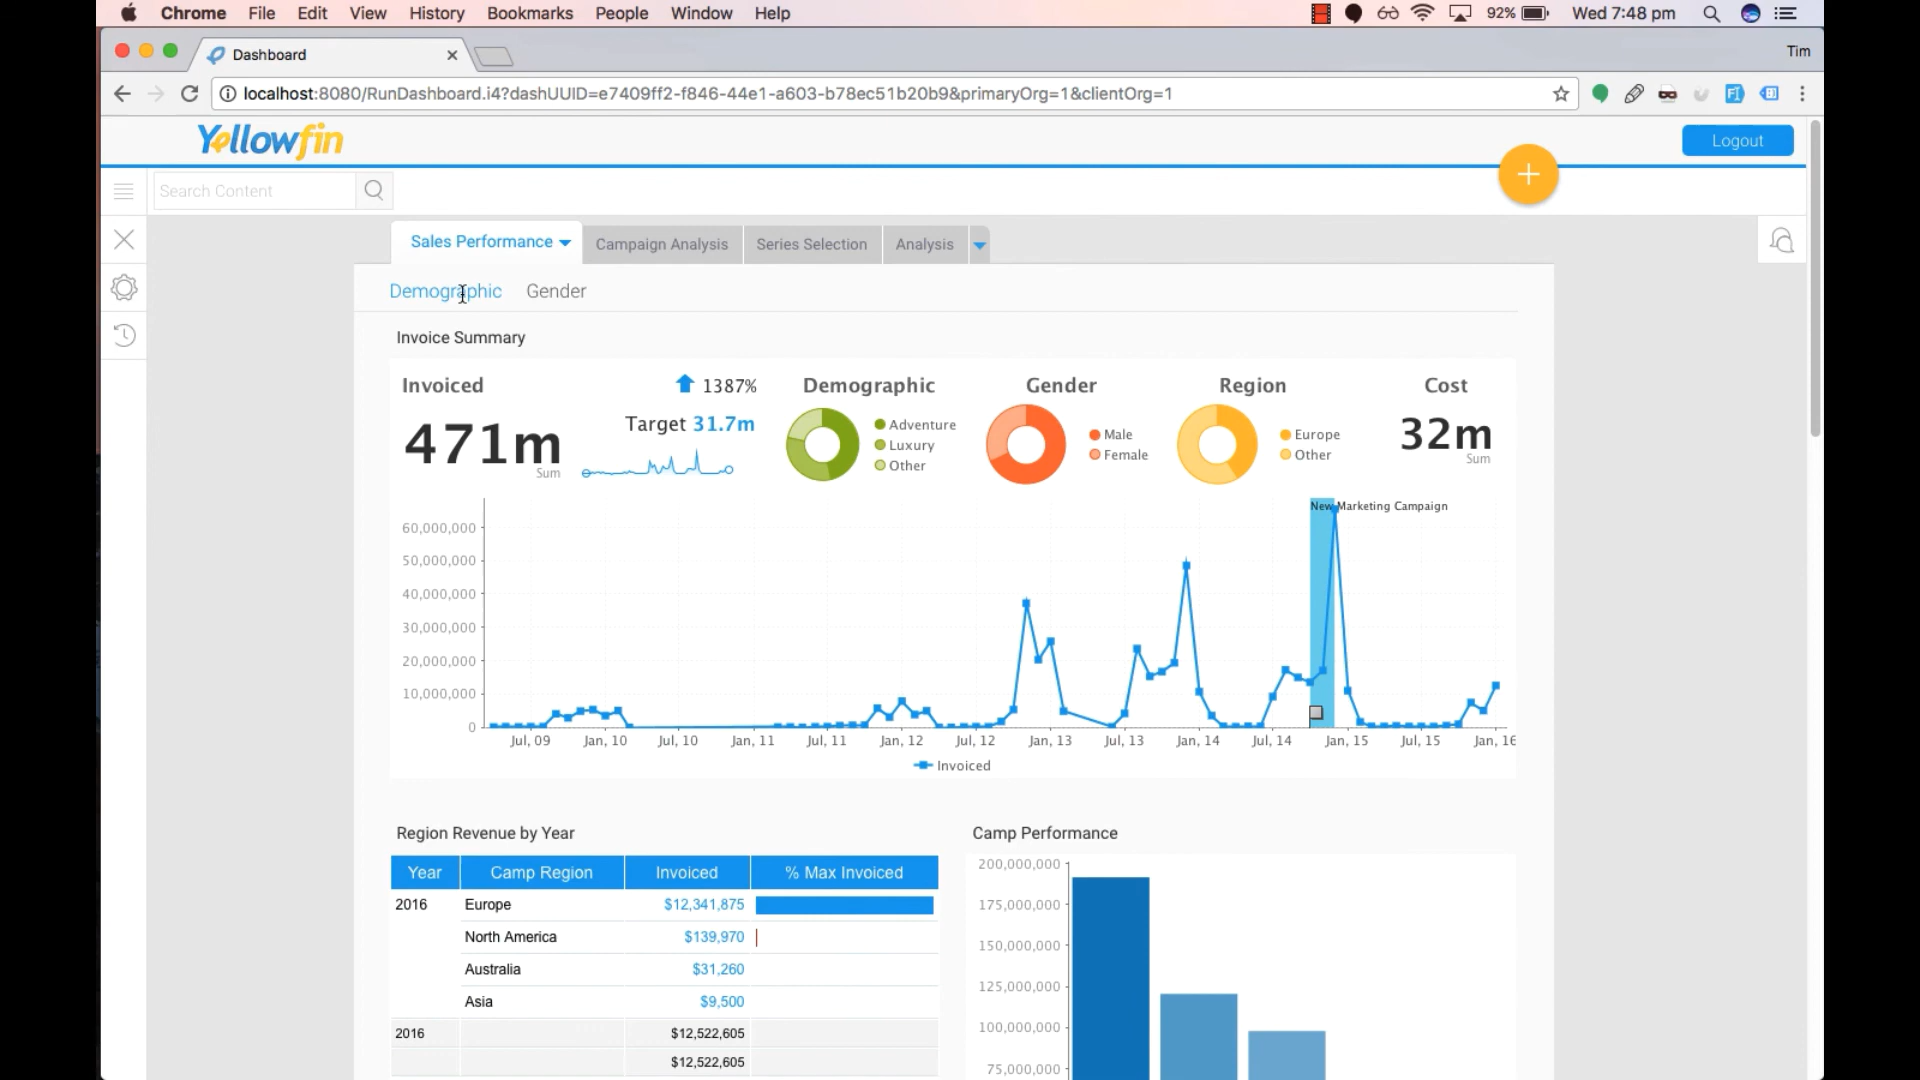 Chrome File Edit View History Bookmarks People Window Help 92% Wed 7:48 pm
Dashboard Tim
localhost:8080/RunDashboard.i4?dashUUID=e7409ff2-f846-44e1-a603-b78ec51b20b9&primaryOrg=1&clientOrg=1
Yellowfin Logout
Search Content
Sales Performance Campaign Analysis Series Selection Analysis
Demographic Gender
Invoice Summary
Invoiced 1387% Demographic Gender Region Cost
471m Sum
Target 31.7m
Adventure
Luxury
Other
Male
Female
Europe
Other
32m
Sum
New Marketing Campaign
60,000,000
50,000,000
40,000,000
30,000,000
20,000,000
10,000,000
0
Jul, 09 Jan, 10 Jul, 10 Jan, 11 Jul, 11 Jan, 12 Jul, 12 Jan, 13 Jul, 13 Jan, 14 Jul, 14 Jan, 15 Jul, 15 Jan, 16
Invoiced
Region Revenue by Year
Year Camp Region Invoiced % Max Invoiced
2016 Europe $12,341,875
North America $139,970
Australia $31,260
Asia $9,500
2016 $12,522,605
$12,522,605
Camp Performance
200,000,000
175,000,000
150,000,000
125,000,000
100,000,000
75,000,000